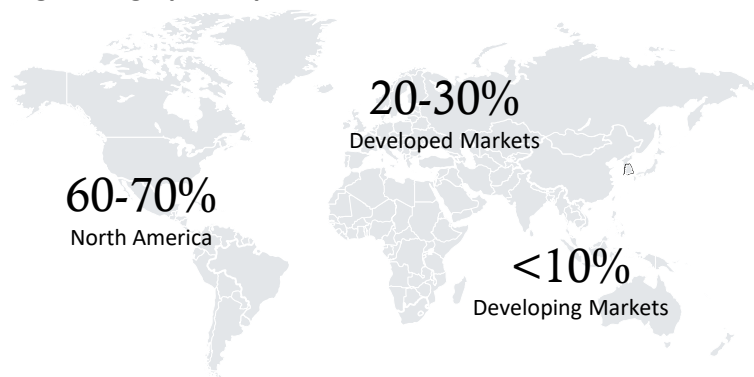 20-30%
Developed Markets
60-70%
North America
<10%
Developing Markets